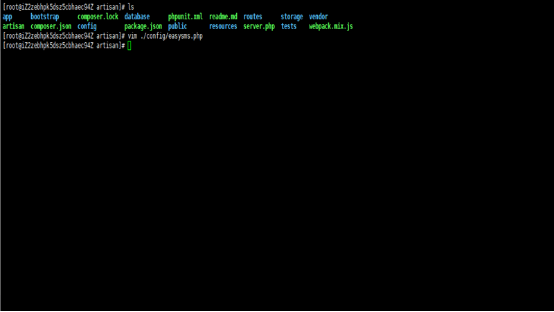 [root@iZ2zebhpk5dsz5cbhaec94Z artisan]# ls
app bootstrap composer.lock database phpunit.xml readme.md routes storage vendor
artisan composer.json config package.json public resources server.php tests webpack.mix.js
[root@iZ2zebhpk5dsz5cbhaec94Z artisan]# vim ./config/easysms.php
[root@iZ2zebhpk5dsz5cbhaec94Z artisan]#